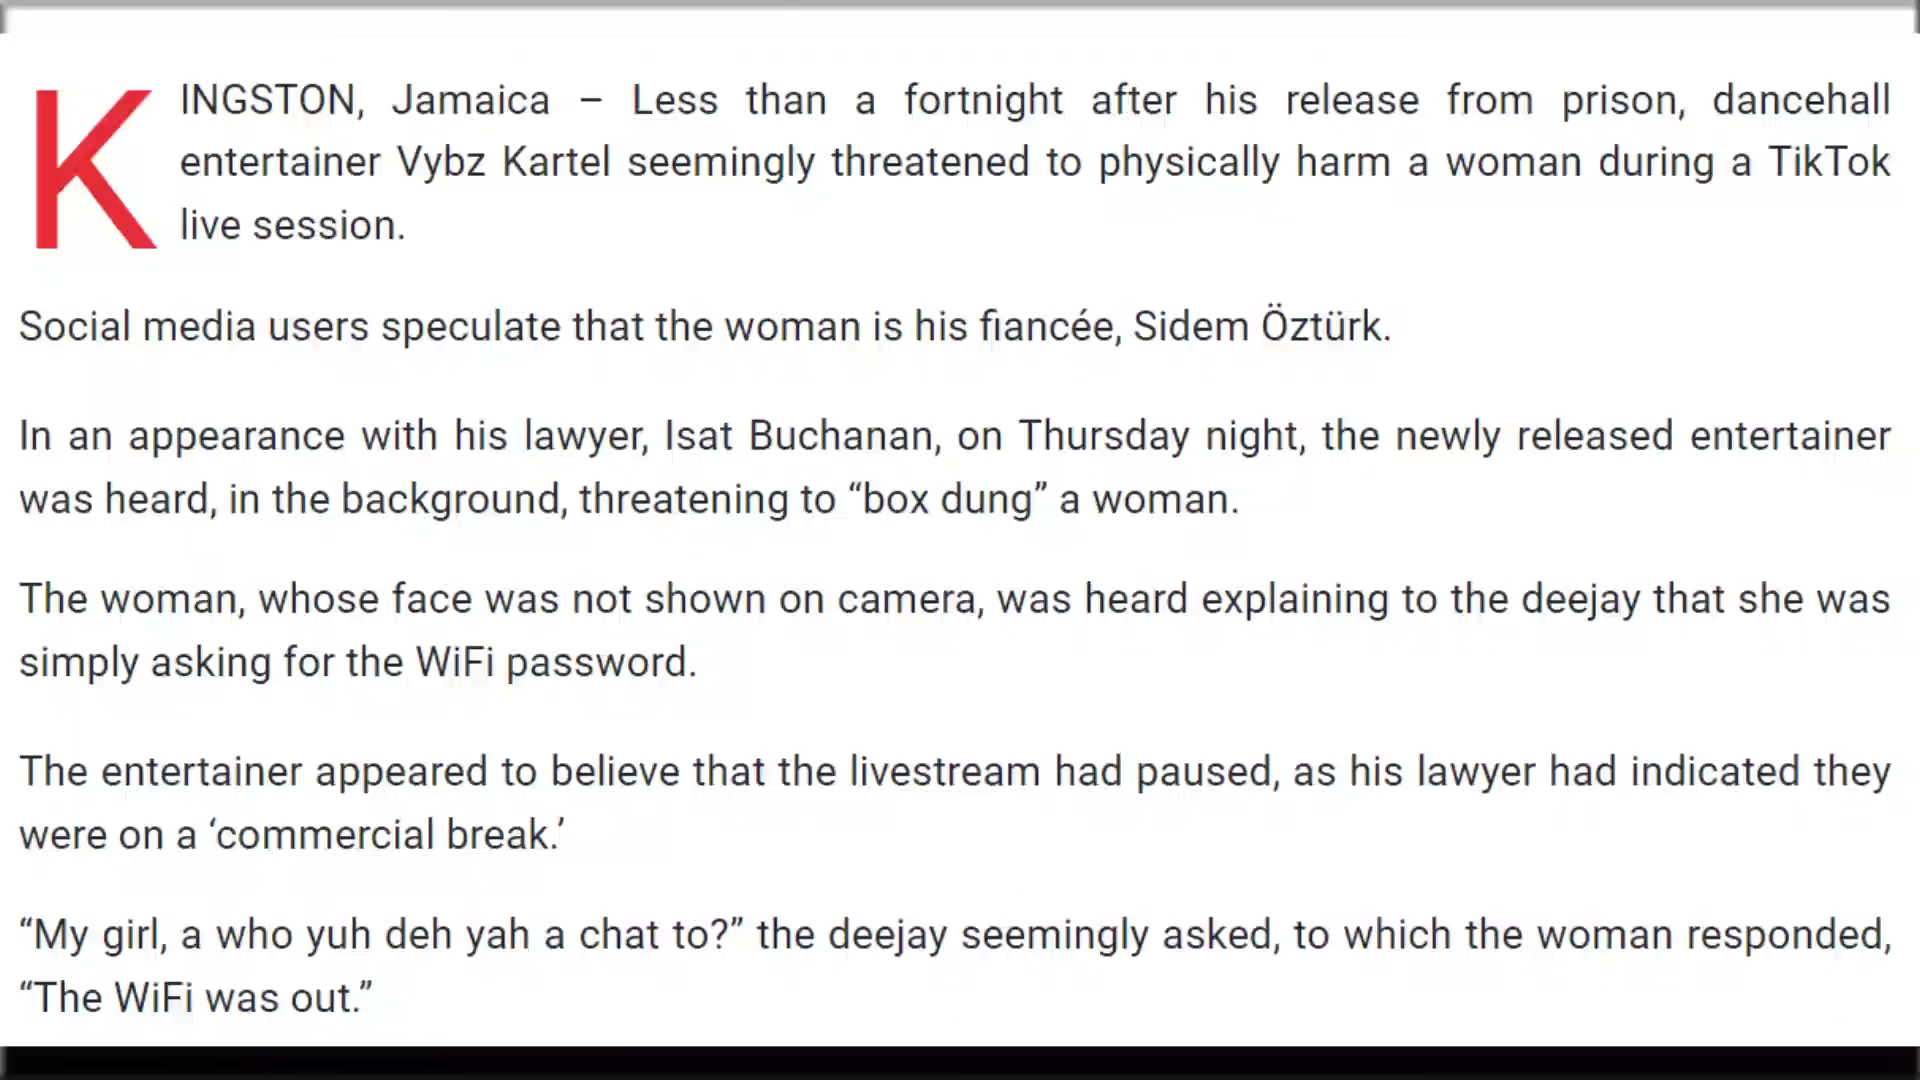 KINGSTON, Jamaica – Less than a fortnight after his release from prison, dancehall
entertainer Vybz Kartel seemingly threatened to physically harm a woman during a TikTok
live session.
Social media users speculate that the woman is his fiancée, Sidem Öztürk.
In an appearance with his lawyer, Isat Buchanan, on Thursday night, the newly released entertainer
was heard, in the background, threatening to “box dung” a woman.
The woman, whose face was not shown on camera, was heard explaining to the deejay that she was
simply asking for the WiFi password.
The entertainer appeared to believe that the livestream had paused, as his lawyer had indicated they
were on a ‘commercial break.’
“My girl, a who yuh deh yah a chat to?” the deejay seemingly asked, to which the woman responded,
“The WiFi was out.”